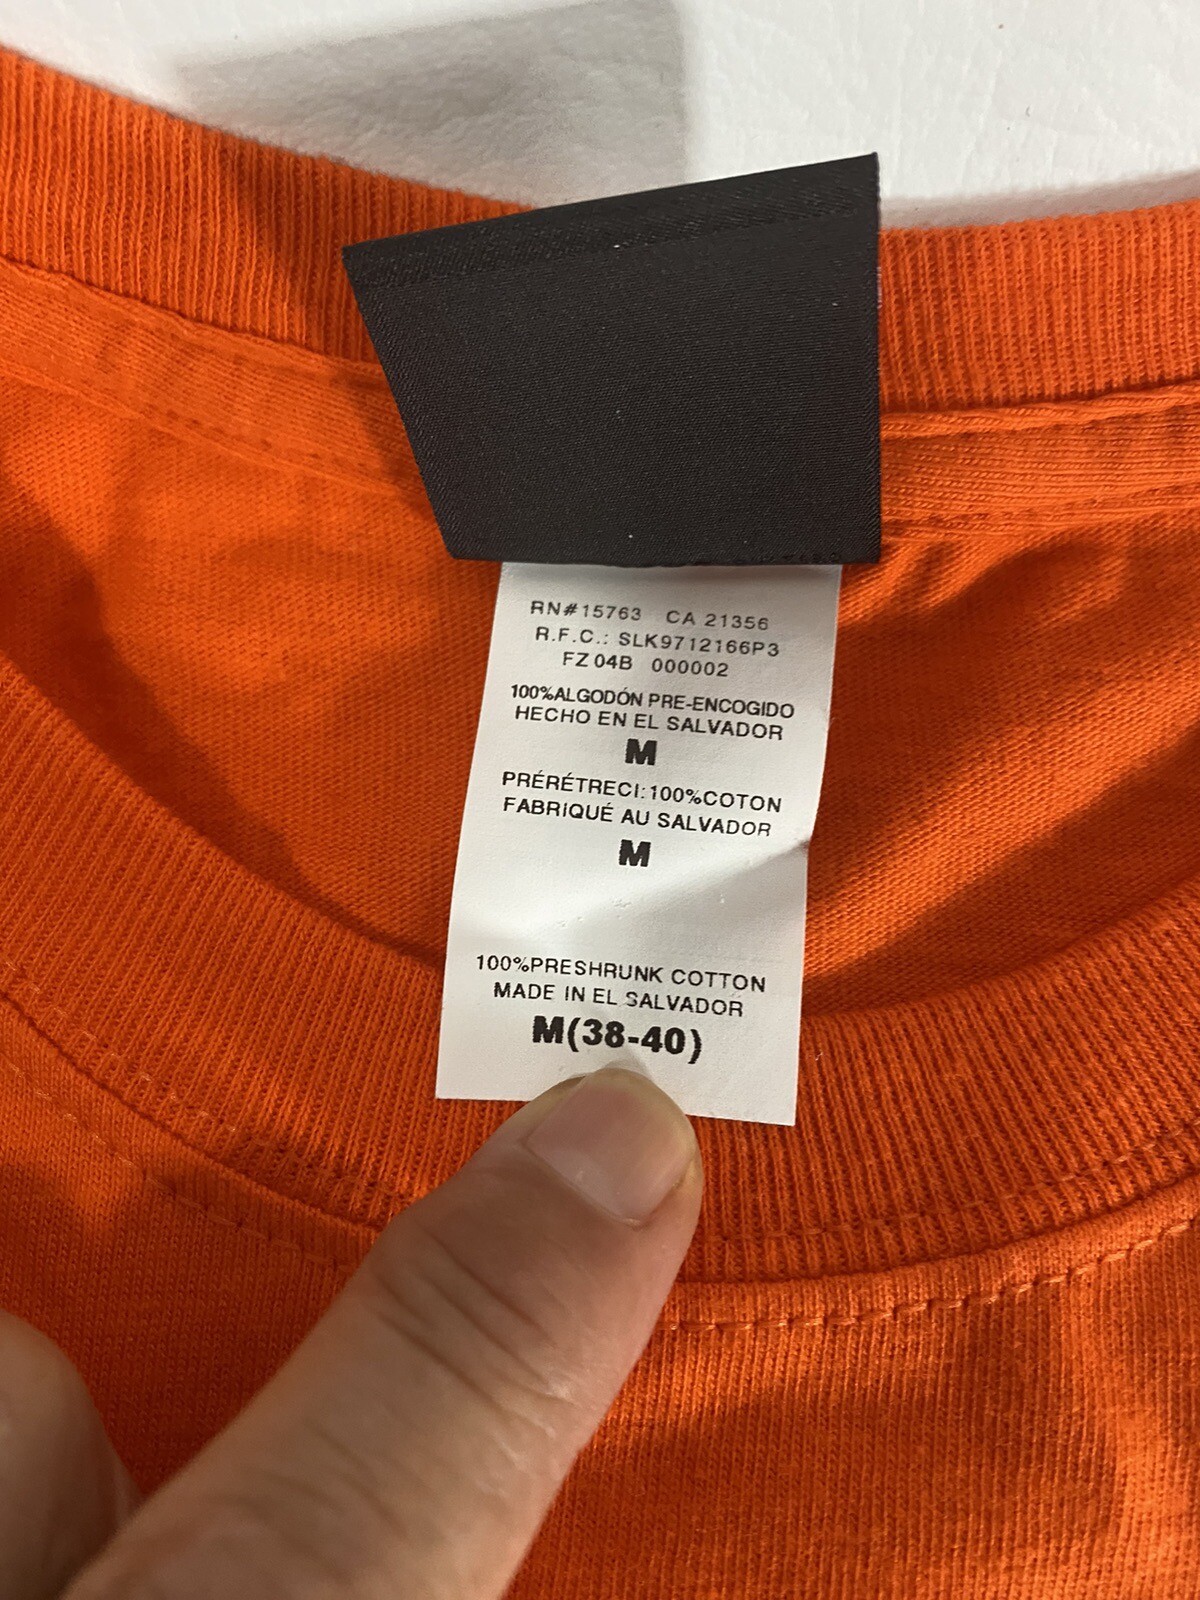 RN#15763 CA 21356
R.F.C.: SLK9712166P3
FZ 04B 000002
100%ALGODÓN PRE-ENCOGIDO
HECHO EN EL SALVADOR
M
PRÉRÉTRECI:100%COTON
FABRIQUÉ AU SALVADOR
M
100%PRESHRUNK COTTON
MADE IN EL SALVADOR
M(38-40)